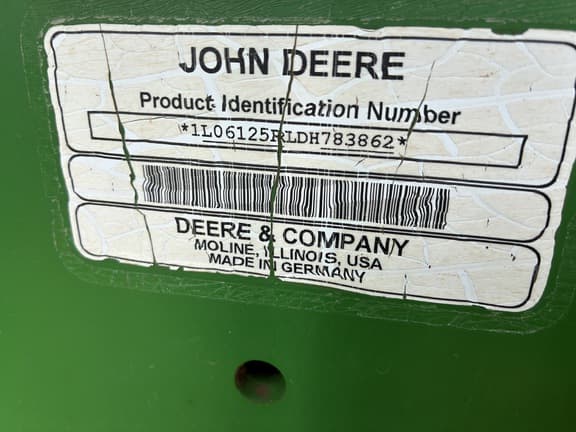 JOHN DEERE
Product Identification Number
*1L06125RLDH783862*
DEERE & COMPANY
MOLINE, ILLINOIS, USA
MADE IN GERMANY